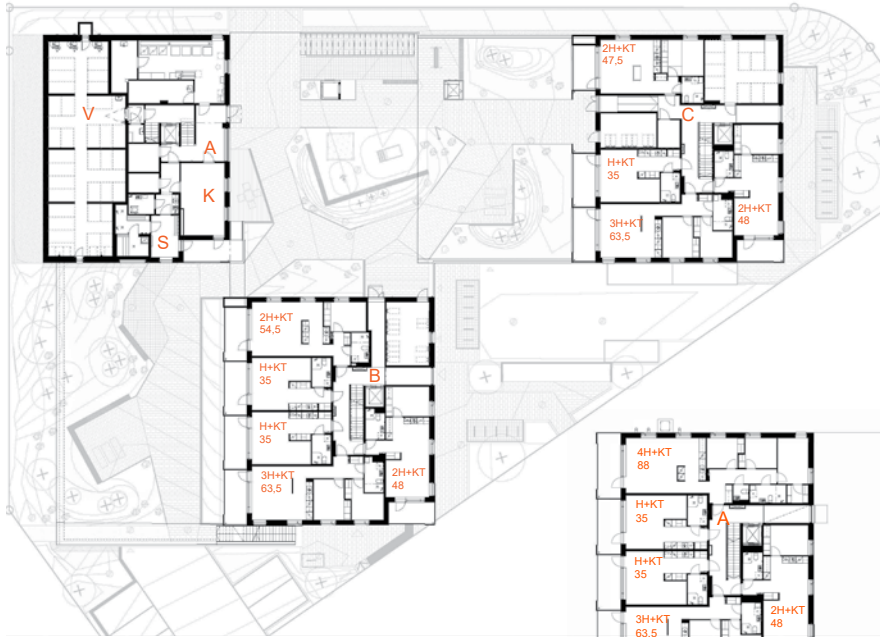 V
A
K
S
2H+KT
47,5
C
H+KT
35
2H+KT
48
3H+KT
63,5
2H+KT
54,5
H+KT
35
B
H+KT
35
3H+KT
63,5
2H+KT
48
4H+KT
88
H+KT
35
A
H+KT
35
2H+KT
48
3H+KT
63,5